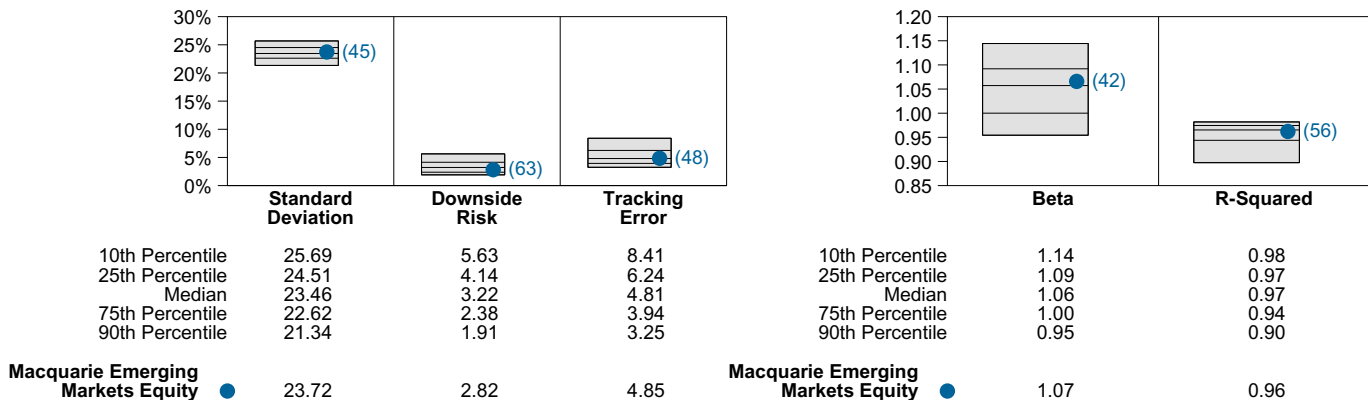 30%
25%
20%
15%
10%
5%
0%
(45)
(63)
(48)
Standard Deviation
Downside Risk
Tracking Error
10th Percentile 25.69 5.63 8.41
25th Percentile 24.51 4.14 6.24
Median 23.46 3.22 4.81
75th Percentile 22.62 2.38 3.94
90th Percentile 21.34 1.91 3.25
Macquarie Emerging
Markets Equity 23.72 2.82 4.85
1.20
1.15
1.10
1.05
1.00
0.95
0.90
0.85
(42)
(56)
Beta R-Squared
10th Percentile 1.14 0.98
25th Percentile 1.09 0.97
Median 1.06 0.97
75th Percentile 1.00 0.94
90th Percentile 0.95 0.90
Macquarie Emerging
Markets Equity 1.07 0.96